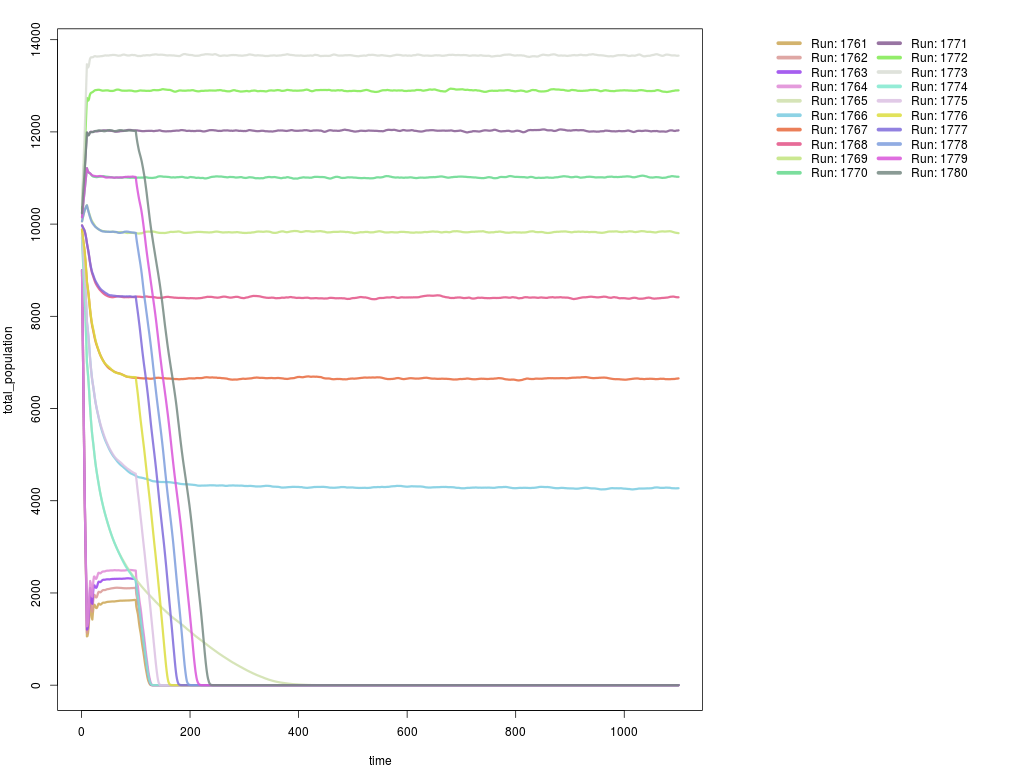 14000
12000
10000
8000
6000
4000
2000
0
total_population
0 200 400 600 800 1000
time
Run: 1761 Run: 1771
Run: 1762 Run: 1772
Run: 1763 Run: 1773
Run: 1764 Run: 1774
Run: 1765 Run: 1775
Run: 1766 Run: 1776
Run: 1767 Run: 1777
Run: 1768 Run: 1778
Run: 1769 Run: 1779
Run: 1770 Run: 1780